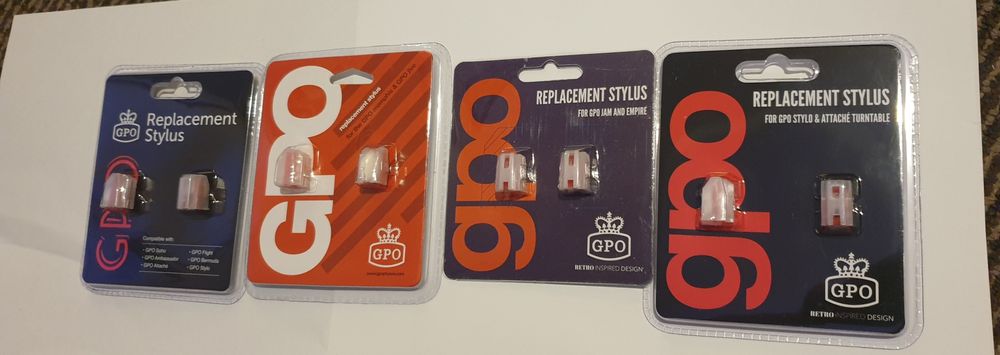 GPO
Replacement
Stylus
GPO
Compatible with
• GPO Soho
• GPO Ambassador
• GPO Attaché
• GPO Flight
• GPO Bermuda
• GPO Stylo
GPO
replacement stylus
GPO
gpo
REPLACEMENT STYLUS
FOR GPO JAM AND EMPIRE
GPO
RETRO INSPIRED DESIGN
gpo
REPLACEMENT STYLUS
FOR GPO STYLO & ATTACHÉ TURNTABLE
GPO
RETRO INSPIRED DESIGN